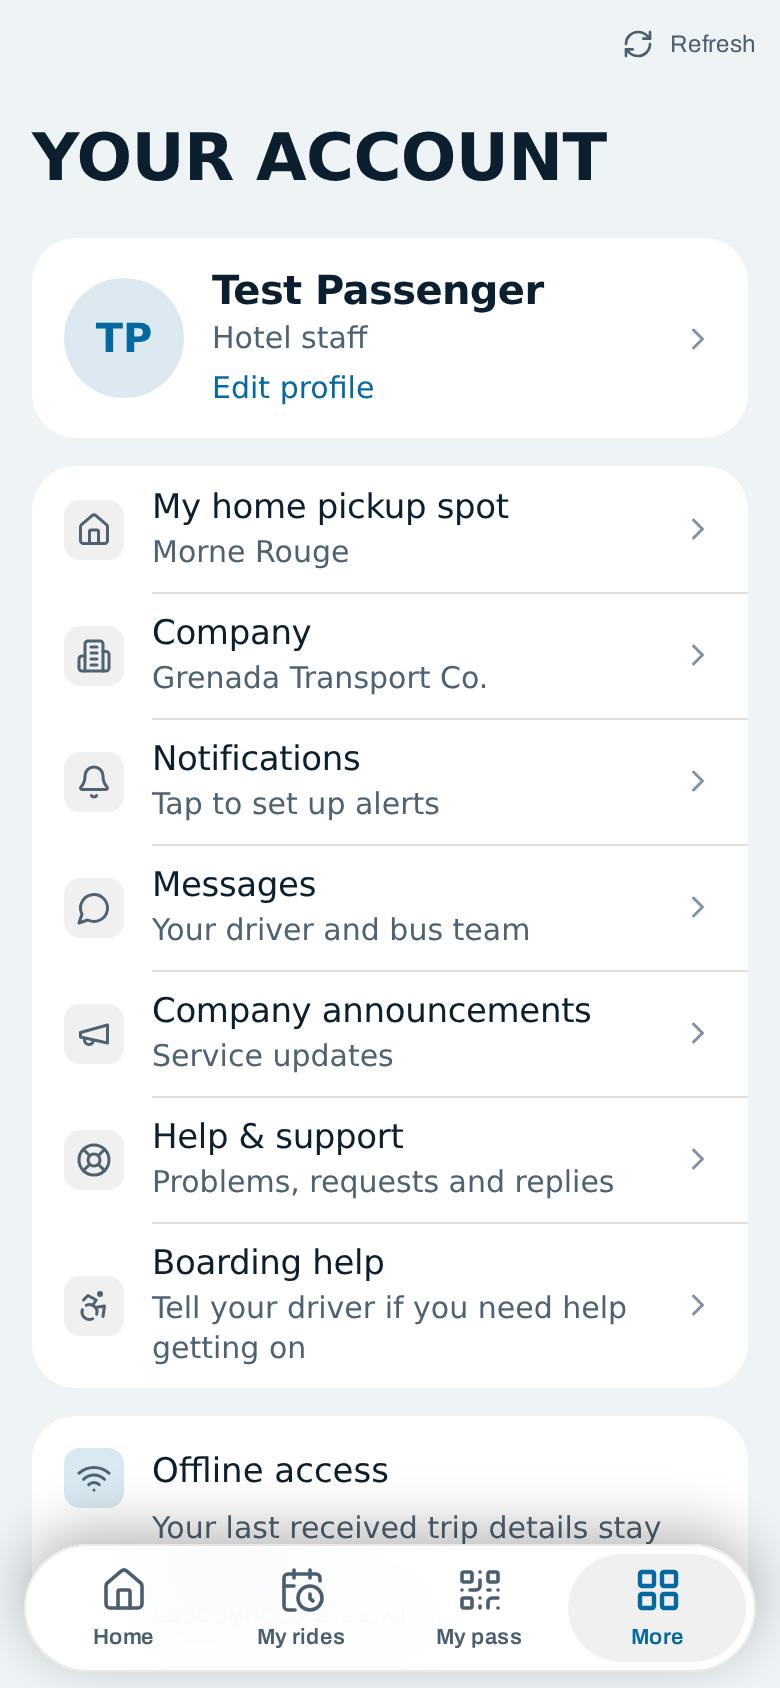 Refresh
YOUR ACCOUNT
TP
Test Passenger
Hotel staff
Edit profile
My home pickup spot
Morne Rouge
Company
Grenada Transport Co.
Notifications
Tap to set up alerts
Messages
Your driver and bus team
Company announcements
Service updates
Help & support
Problems, requests and replies
Boarding help
Tell your driver if you need help
getting on
Offline access
Your last received trip details stay
Home
My rides
My pass
More